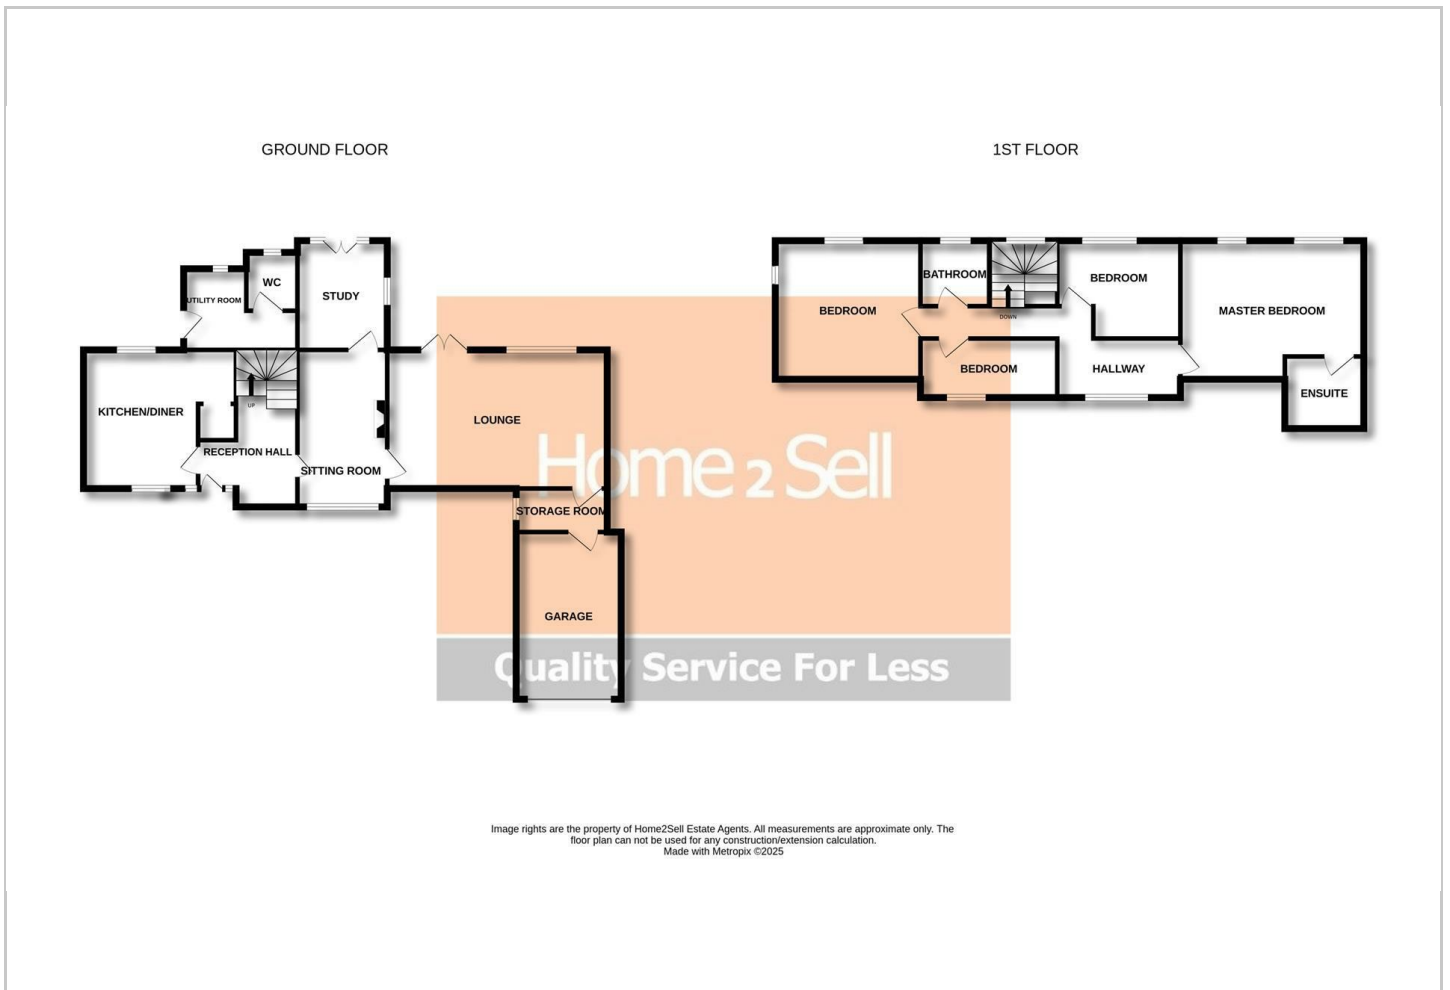 GROUND FLOOR
1ST FLOOR
WC
UTILITY ROOM
STUDY
KITCHEN/DINER
UP
RECEPTION HALL
SITTING ROOM
LOUNGE
STORAGE ROOM
GARAGE
BATHROOM
BEDROOM
BEDROOM
DOWN
MASTER BEDROOM
BEDROOM
HALLWAY
ENSUITE
Home 2 Sell
Quality Service For Less
Image rights are the property of Home2Sell Estate Agents. All measurements are approximate only. The
floor plan can not be used for any construction/extension calculation.
Made with Metropix ©2025